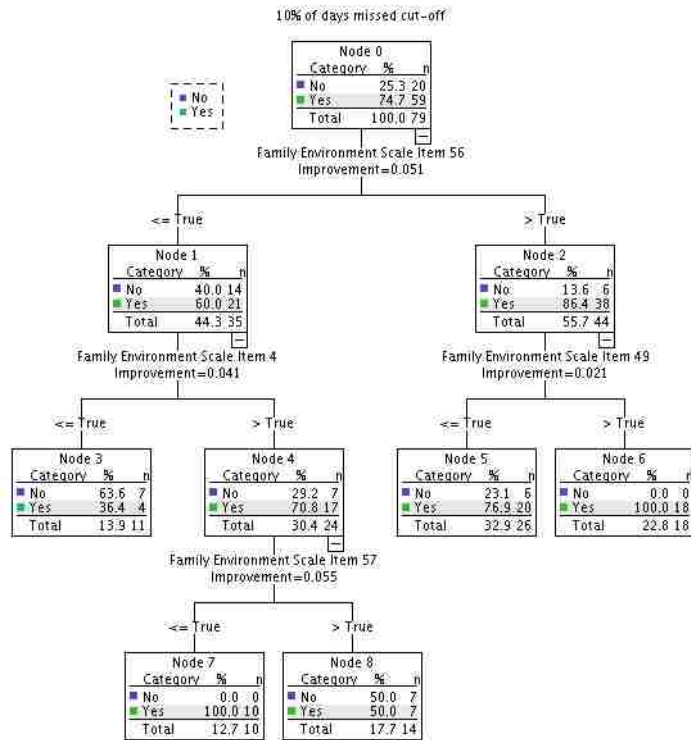 10% of days missed cut-off
No
Yes
Node 0
Category % n
No 25.3 20
Yes 74.7 59
Total 100.0 79
Family Environment Scale Item 56
Improvement=0.051
<= True
> True
Node 1
Category % n
No 40.0 14
Yes 60.0 21
Total 44.3 35
Node 2
Category % n
No 13.6 6
Yes 86.4 38
Total 55.7 44
Family Environment Scale Item 4
Improvement=0.041
Family Environment Scale Item 49
Improvement=0.021
<= True
> True
<= True
> True
Node 3
Category % n
No 63.6 7
Yes 36.4 4
Total 13.9 11
Node 4
Category % n
No 29.2 7
Yes 70.8 17
Total 30.4 24
Node 5
Category % n
No 23.1 6
Yes 76.9 20
Total 32.9 26
Node 6
Category % n
No 0.0 0
Yes 100.0 18
Total 22.8 18
Family Environment Scale Item 57
Improvement=0.055
<= True
> True
Node 7
Category % n
No 0.0 0
Yes 100.0 10
Total 12.7 10
Node 8
Category % n
No 50.0 7
Yes 50.0 7
Total 17.7 14